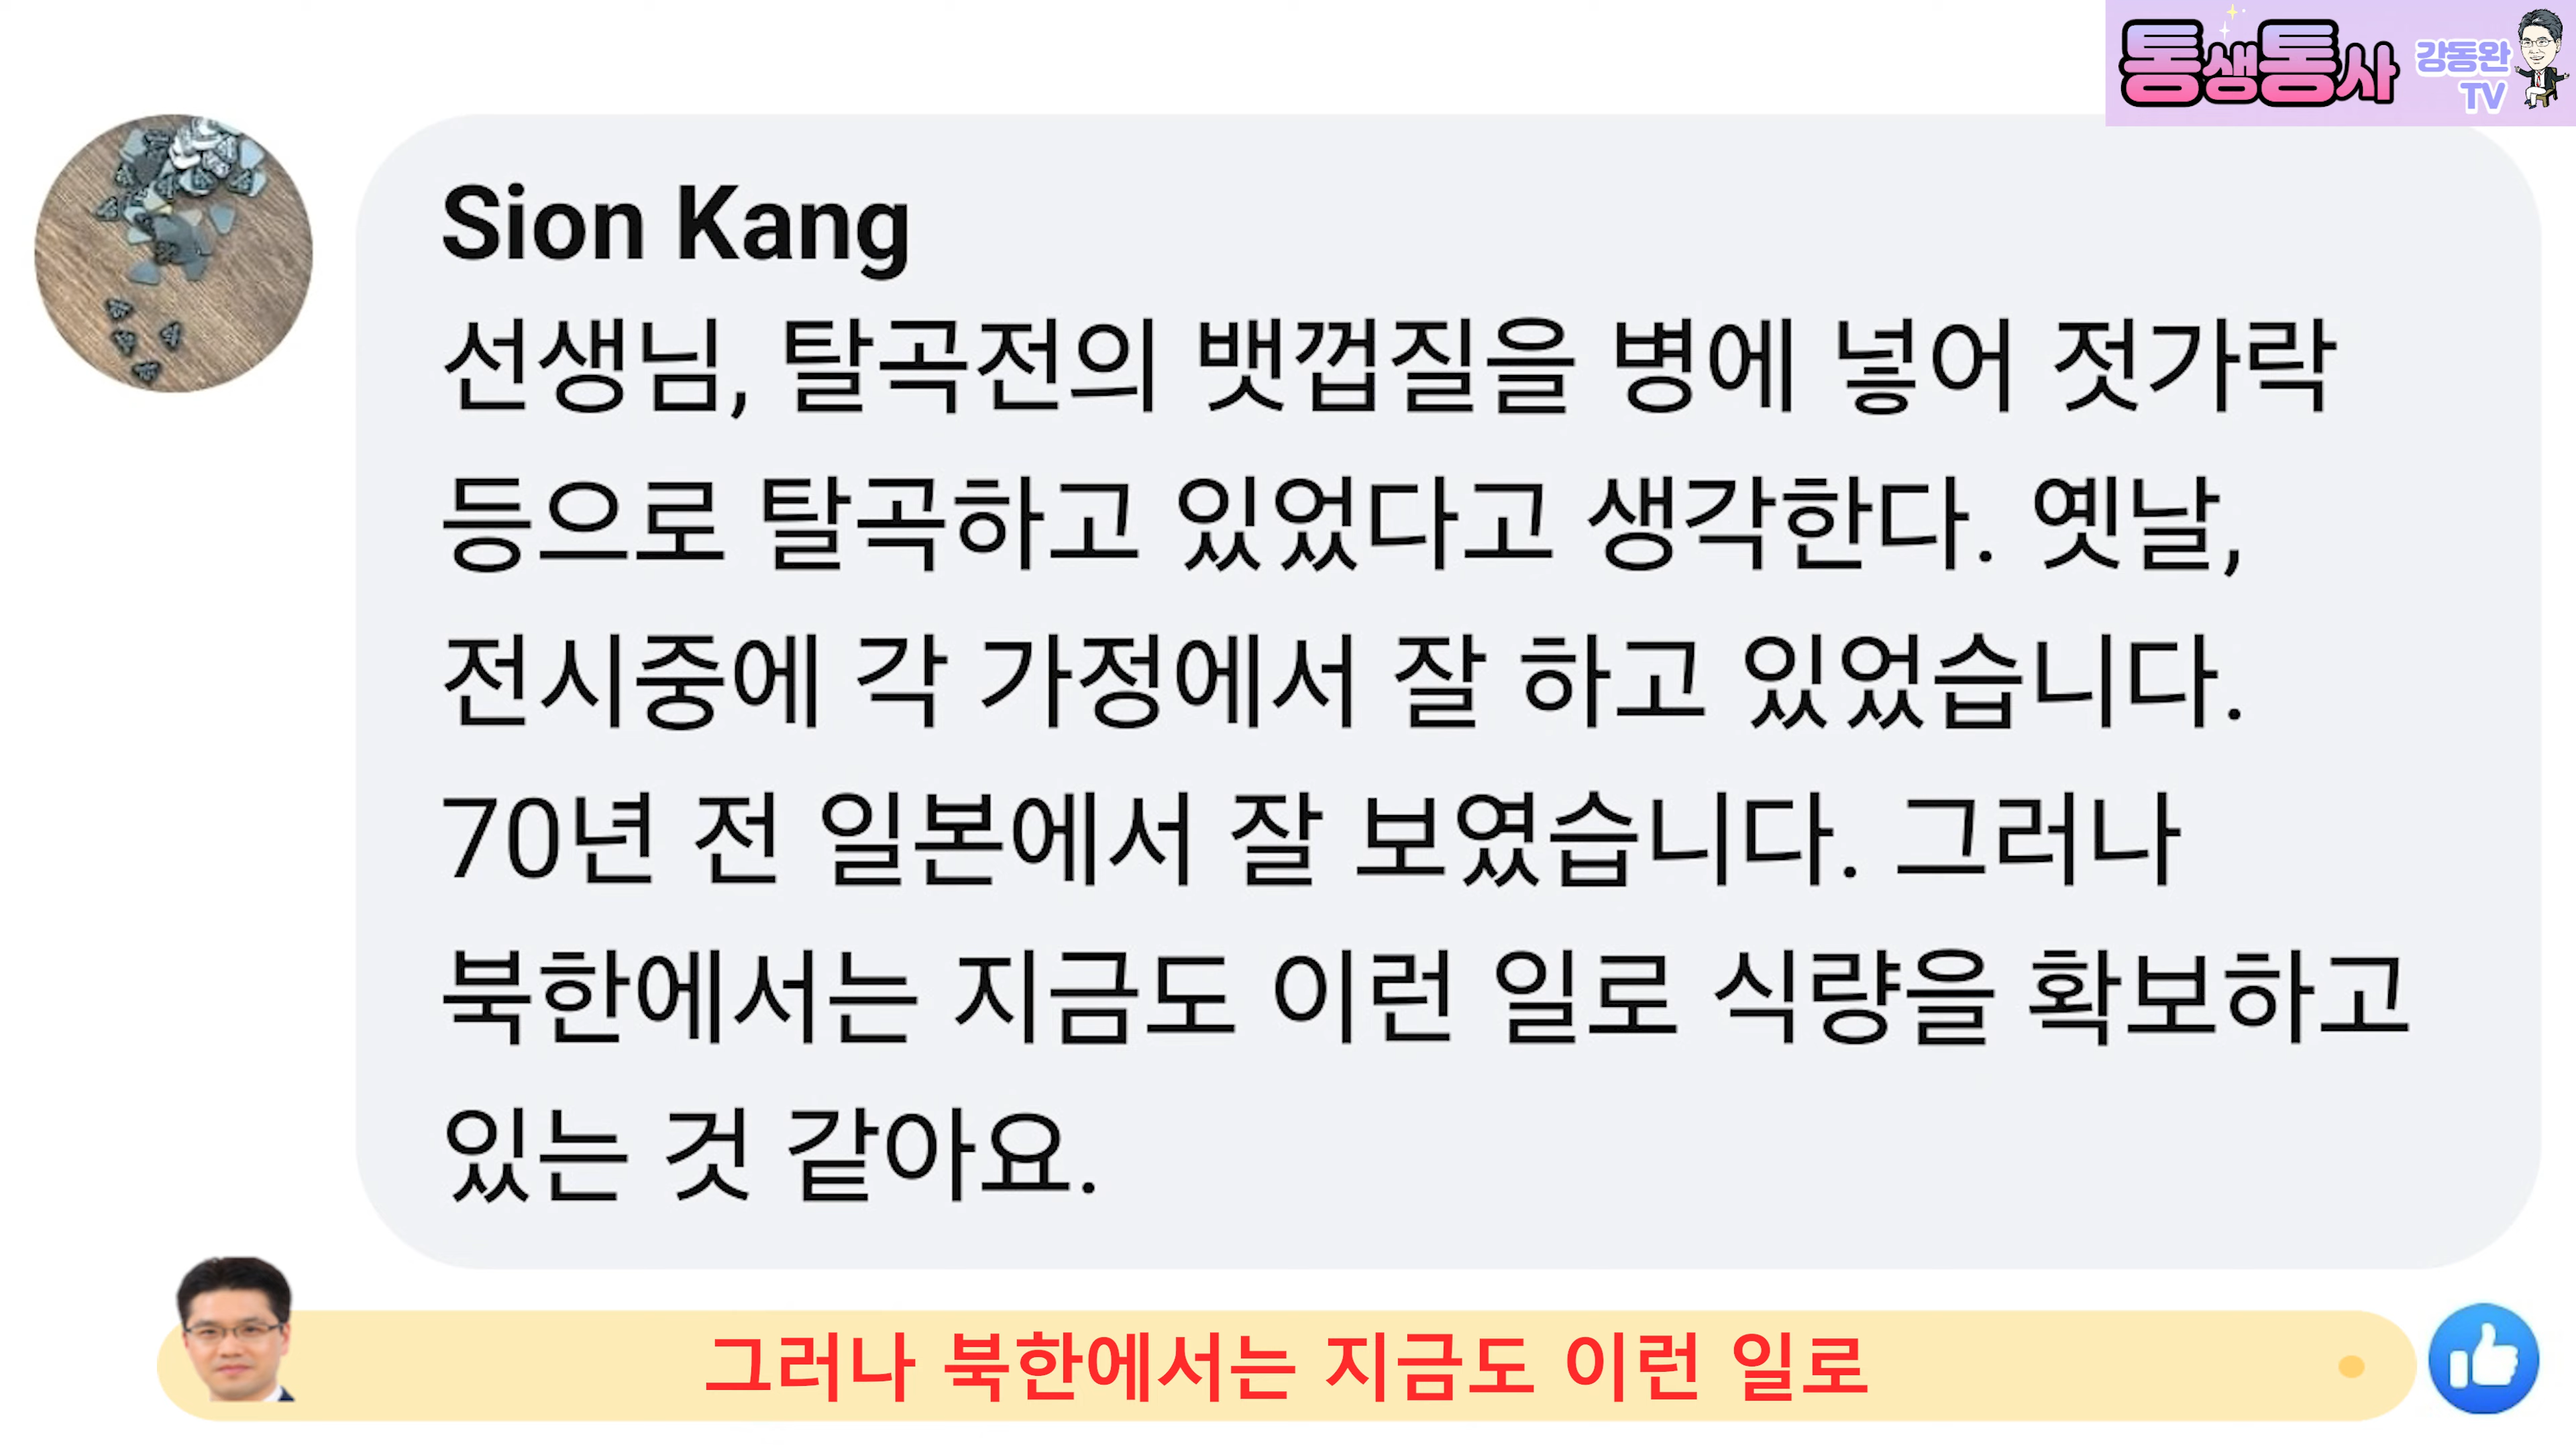 통생통사 강동완
TV
Sion Kang
선생님, 탈곡전의 뱃껍질을 병에 넣어 젓가락
등으로 탈곡하고 있었다고 생각한다. 옛날,
전시중에 각 가정에서 잘 하고 있었습니다.
70년 전 일본에서 잘 보였습니다. 그러나
북한에서는 지금도 이런 일로 식량을 확보하고
있는 것 같아요.
그러나 북한에서는 지금도 이런 일로